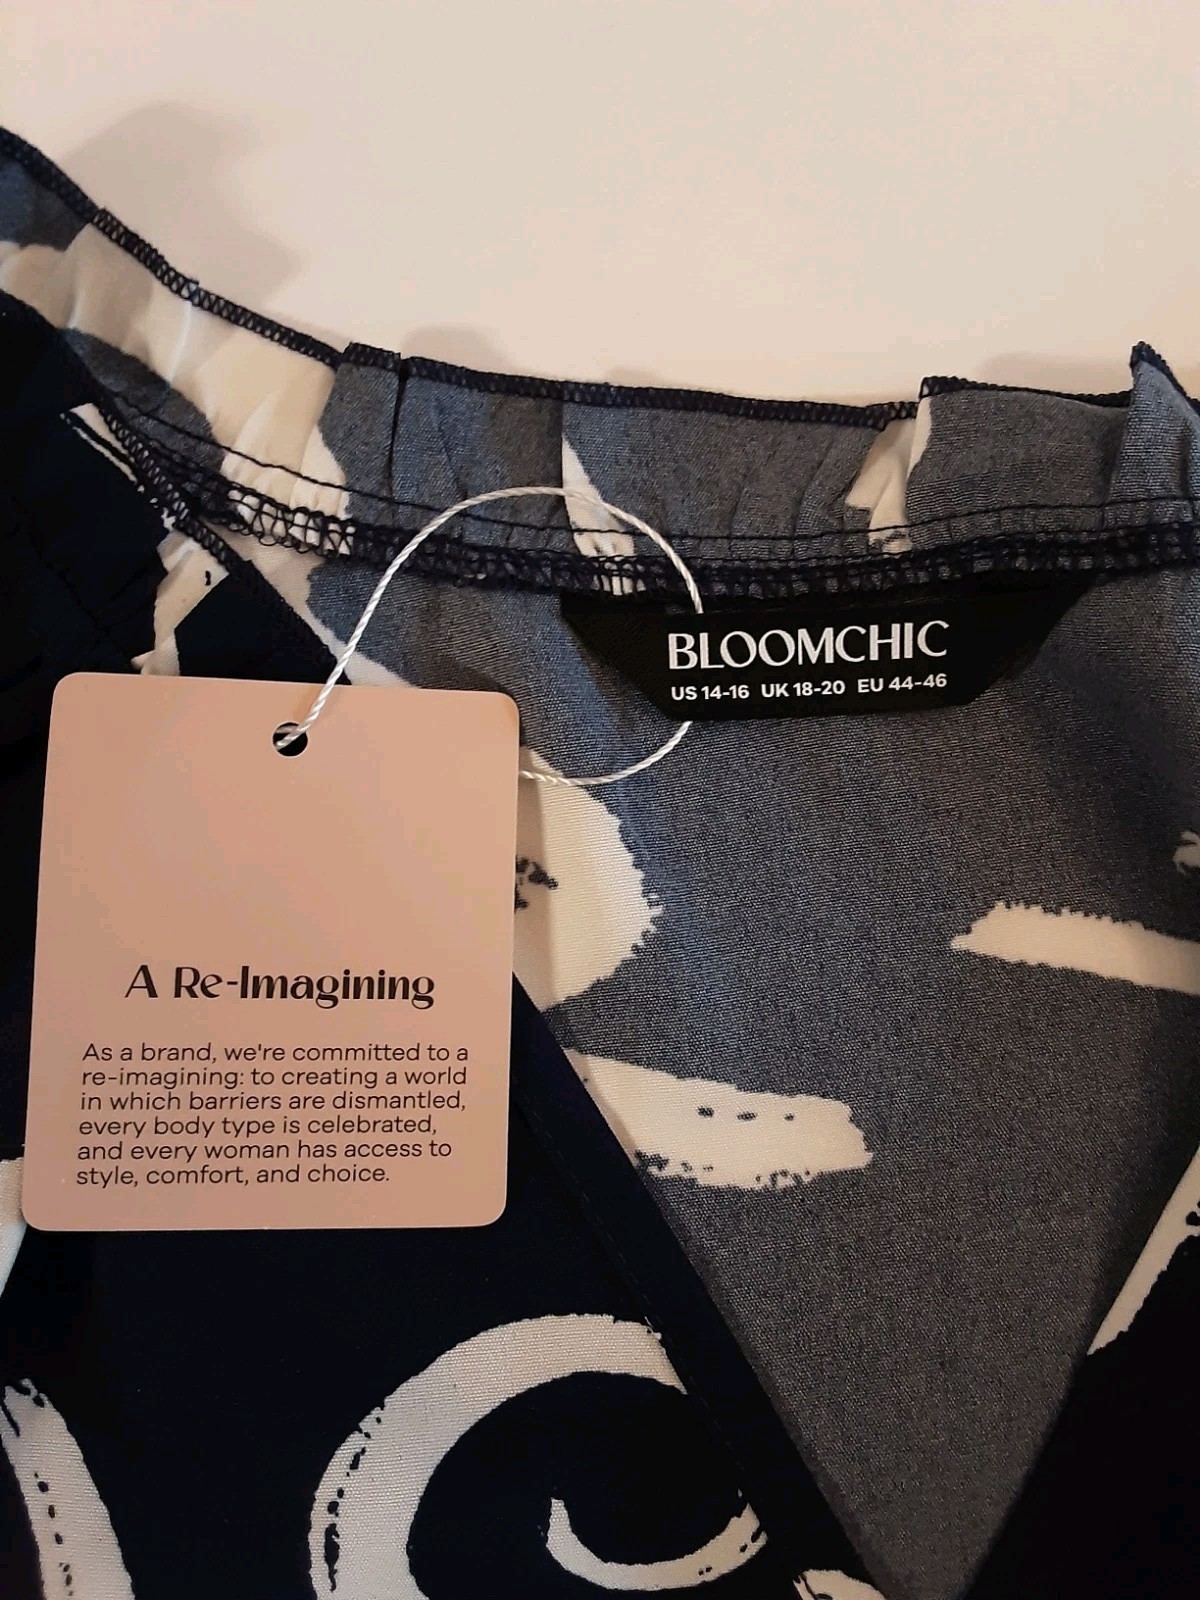 BLOOMCHIC
US 14-16 UK 18-20 EU 44-46
A Re-Imagining
As a brand, we're committed to a
re-imagining: to creating a world
in which barriers are dismantled,
every body type is celebrated,
and every woman has access to
style, comfort, and choice.